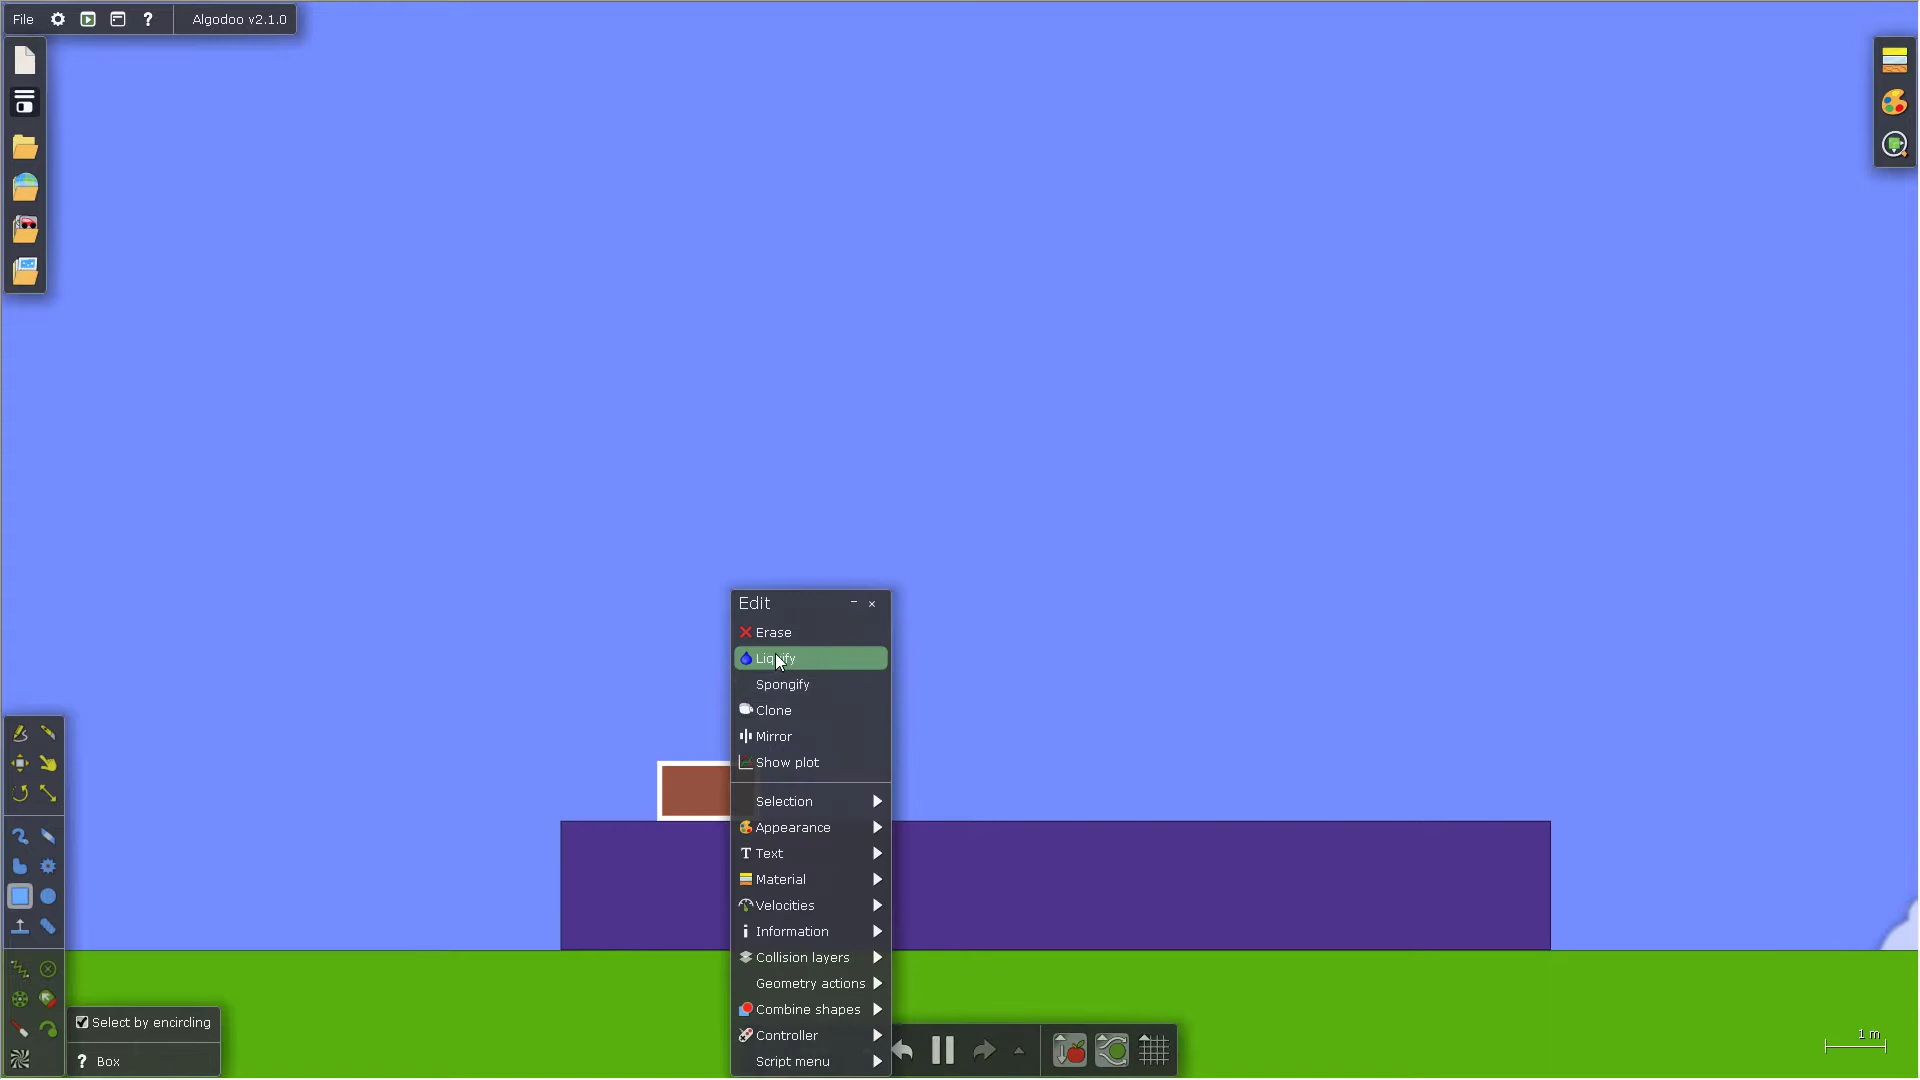 File ? Algodoo v2.1.0
Edit
Erase
Liquify
Spongify
Clone
Mirror
Show plot
Selection
Appearance
T Text
Material
Velocities
i Information
Collision layers
Geometry actions
Combine shapes
Controller
Script menu
Select by encircling
? Box
1 m